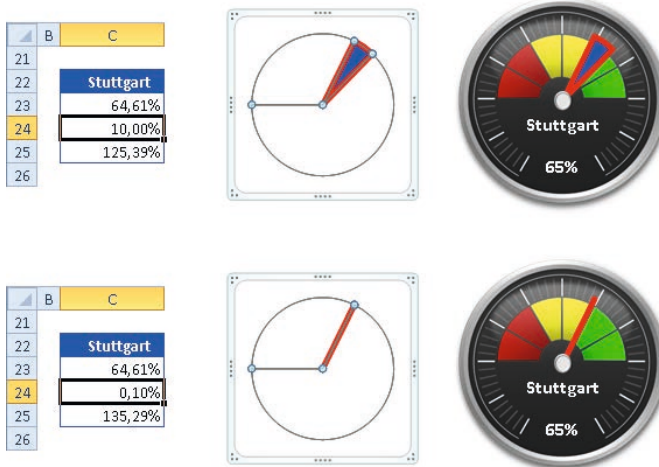 B C
21
22 Stuttgart
23 64,61%
24 10,00%
25 125,39%
26
Stuttgart
65%
B C
21
22 Stuttgart
23 64,61%
24 0,10%
25 135,29%
26
Stuttgart
65%